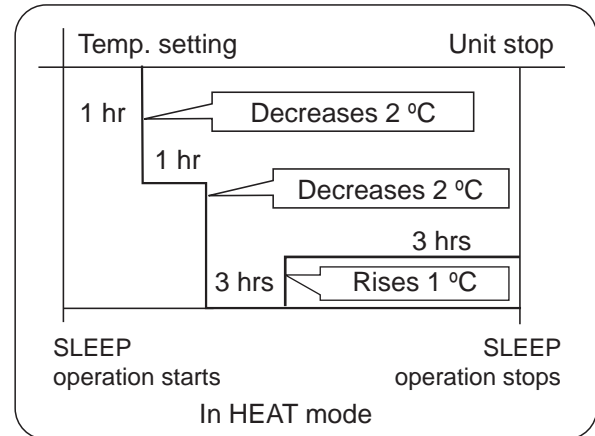 Temp. setting
Unit stop
1 hr
Decreases 2 ºC
1 hr
Decreases 2 ºC
3 hrs
3 hrs
Rises 1 ºC
SLEEP
operation starts
SLEEP
operation stops
In HEAT mode